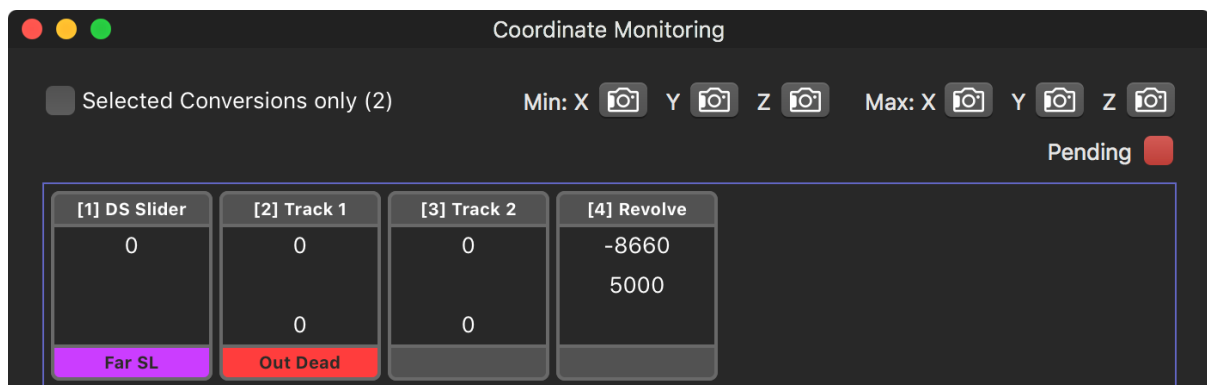 Coordinate Monitoring
Selected Conversions only (2) Min: X Y Z Max: X Y Z
Pending
[1] DS Slider [2] Track 1 [3] Track 2 [4] Revolve
0 0 0 -8660
5000
0 0
Far SL Out Dead